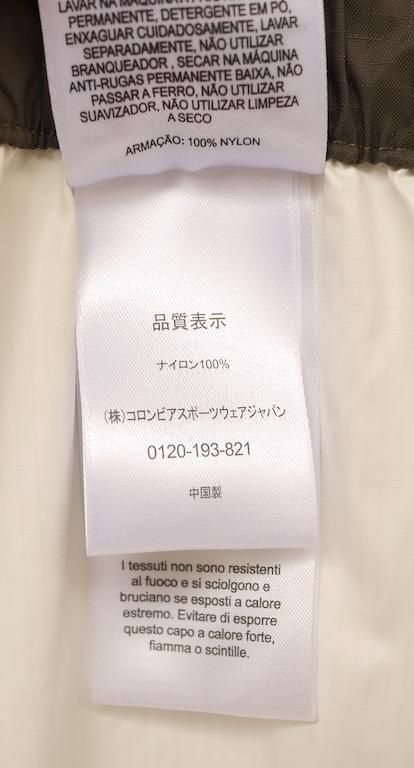 LAVAR NA MÁQUINA A FRIO
PERMANENTE, DETERGENTE EM PÓ,
ENXAGUAR CUIDADOSAMENTE, LAVAR
SEPARADAMENTE, NÃO UTILIZAR
BRANQUEADOR , SECAR NA MÁQUINA
ANTI-RUGAS PERMANENTE BAIXA, NÃO
PASSAR A FERRO, NÃO UTILIZAR
SUAVIZADOR, NÃO UTILIZAR LIMPEZA
A SECO
ARMAÇÃO: 100% NYLON
品質表示
ナイロン100%
(株)コロンビアスポーツウェアジャパン
0120-193-821
中国製
I tessuti non sono resistenti
al fuoco e si sciolgono e
bruciano se esposti a calore
estremo. Evitare di esporre
questo capo a calore forte,
fiamma o scintille.